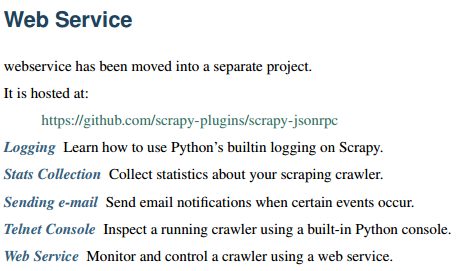 Web Service
webservice has been moved into a separate project.
It is hosted at:
https://github.com/scrapy-plugins/scrapy-jsonrpc
Logging Learn how to use Python’s builtin logging on Scrapy.
Stats Collection Collect statistics about your scraping crawler.
Sending e-mail Send email notifications when certain events occur.
Telnet Console Inspect a running crawler using a built-in Python console.
Web Service Monitor and control a crawler using a web service.